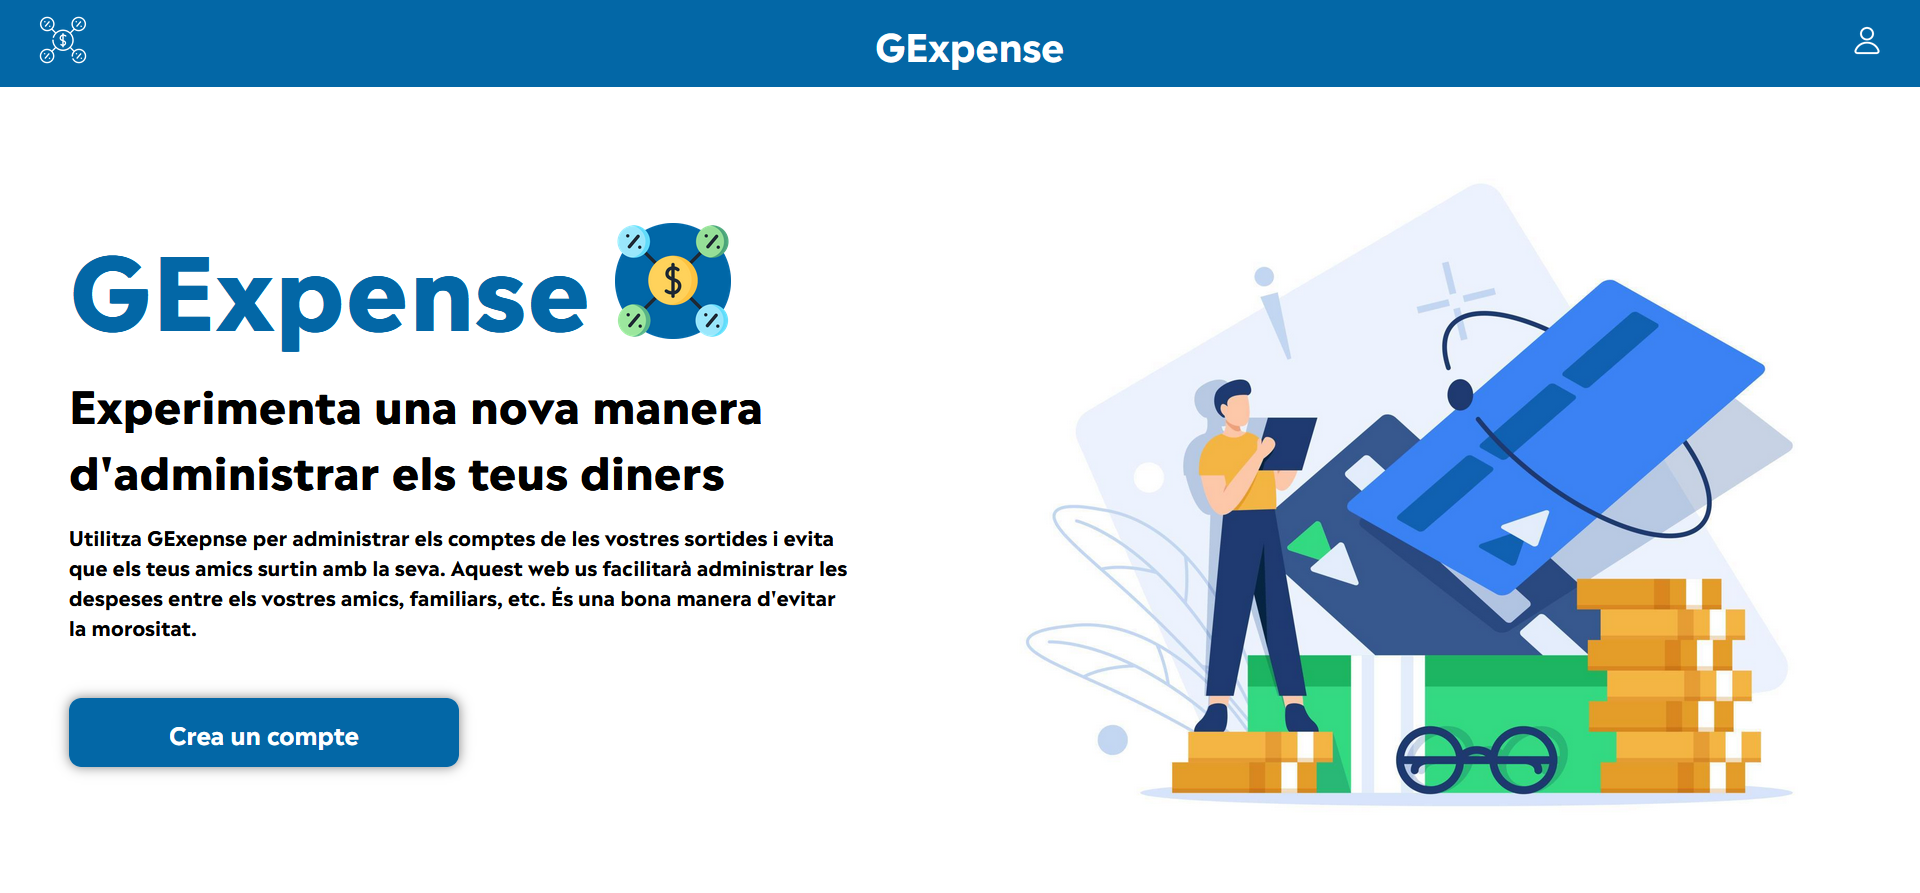 GExpense
GExpense
Experimenta una nova manera
d'administrar els teus diners
Utilitza GExepnse per administrar els comptes de les vostres sortides i evita
que els teus amics surtin amb la seva. Aquest web us facilitarà administrar les
despeses entre els vostres amics, familiars, etc. És una bona manera d'evitar
la morositat.
Crea un compte